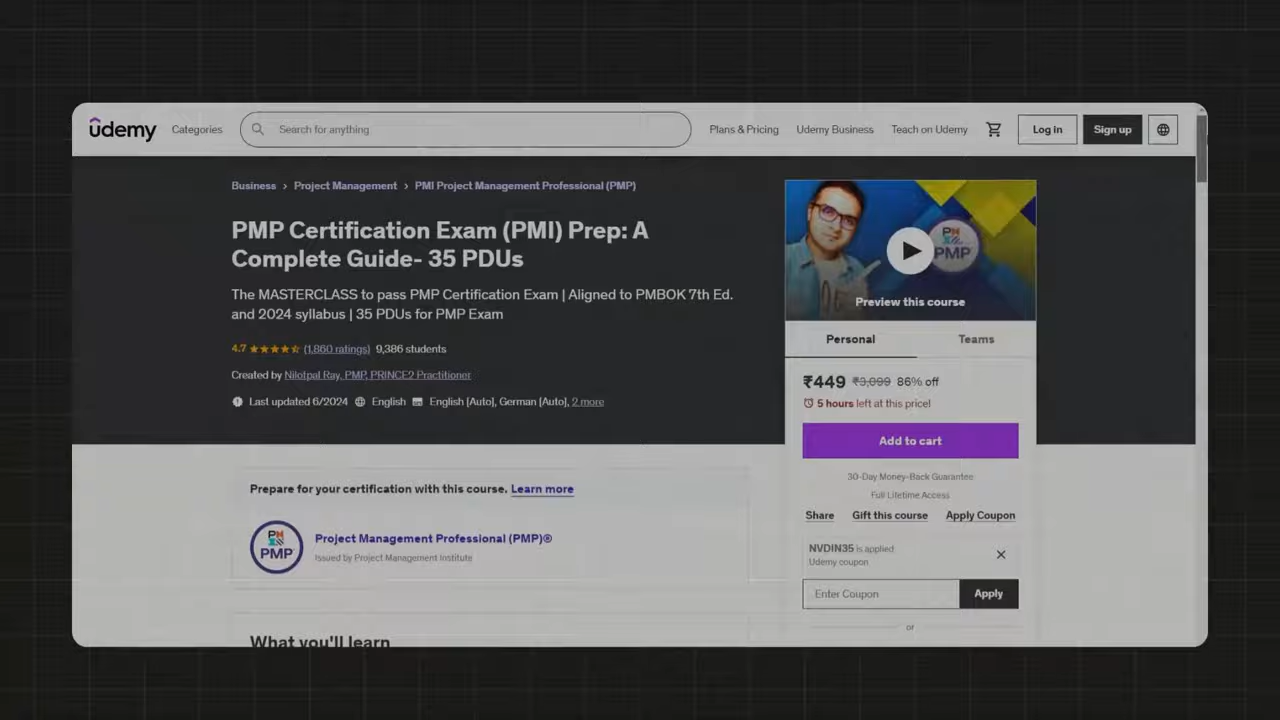 ûdemy Categories Search for anything Plans & Pricing Udemy Business Teach on Udemy Log in Sign up
Business > Project Management > PMI Project Management Professional (PMP)
PMP Certification Exam (PMI) Prep: A
Complete Guide- 35 PDUs
The MASTERCLASS to pass PMP Certification Exam | Aligned to PMBOK 7th Ed.
and 2024 syllabus | 35 PDUs for PMP Exam
4.7 (1,860 ratings) 9,386 students
Created by Nilotpal Ray, PMP, PRINCE2 Practitioner
Last updated 6/2024 English English [Auto], German [Auto], 2 more
PMP
Preview this course
Personal Teams
₹449 ₹3,099 86% off
5 hours left at this price!
Add to cart
30-Day Money-Back Guarantee
Full Lifetime Access
Share Gift this course Apply Coupon
NVDIN35 is applied
Udemy coupon
Enter Coupon Apply
or
Prepare for your certification with this course. Learn more
PMP
Project Management Professional (PMP)®
Issued by Project Management Institute
What you'll learn